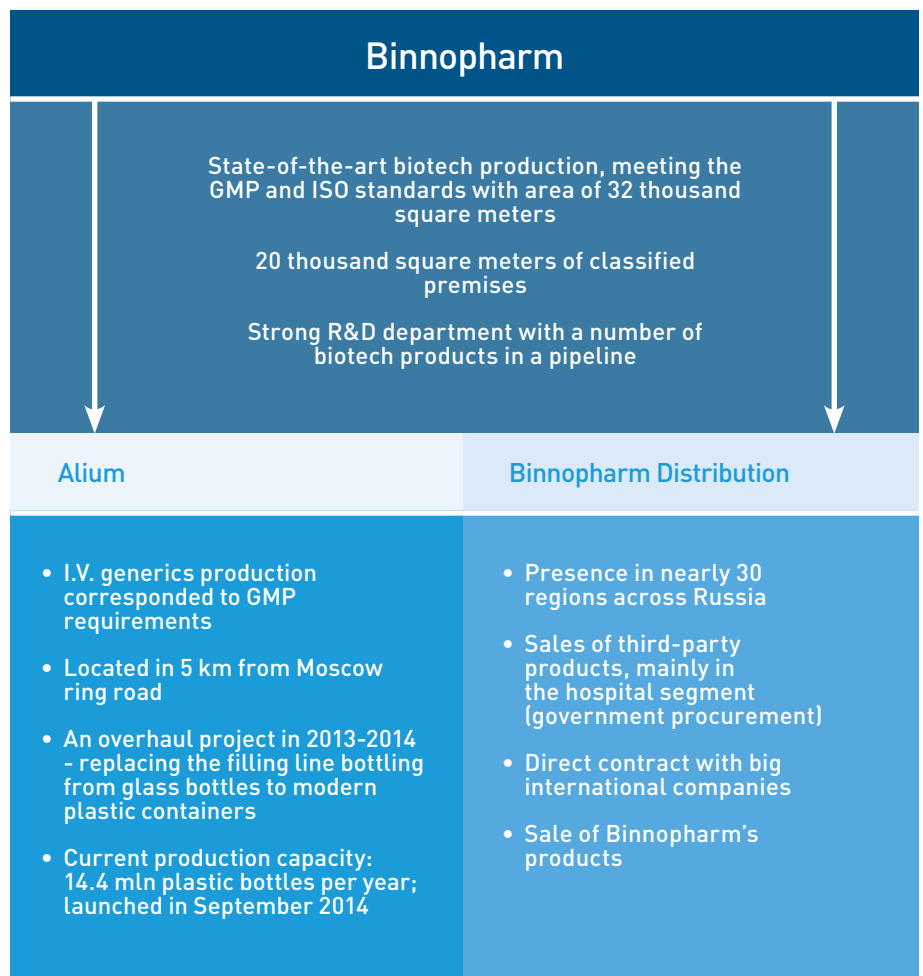 Binnopharm
State-of-the-art biotech production, meeting the
GMP and ISO standards with area of 32 thousand
square meters
20 thousand square meters of classified
premises
Strong R&D department with a number of
biotech products in a pipeline
Alium
• I.V. generics production
corresponded to GMP
requirements
• Located in 5 km from Moscow
ring road
• An overhaul project in 2013-2014
- replacing the filling line bottling
from glass bottles to modern
plastic containers
• Current production capacity:
14.4 mln plastic bottles per year;
launched in September 2014
Binnopharm Distribution
• Presence in nearly 30
regions across Russia
• Sales of third-party
products, mainly in
the hospital segment
(government procurement)
• Direct contract with big
international companies
• Sale of Binnopharm's
products